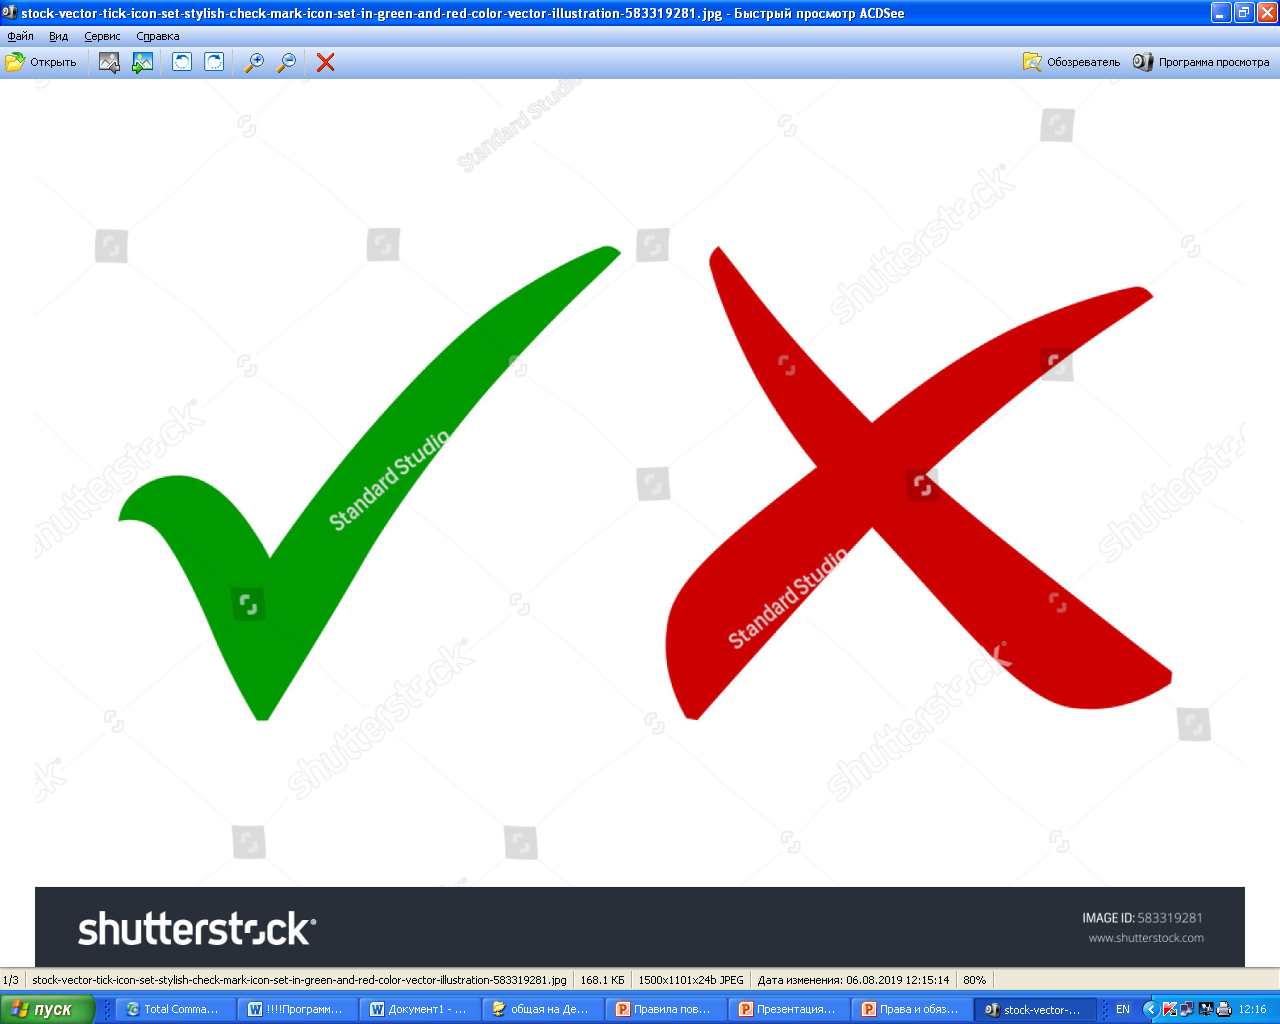 stock-vector-tick-icon-set-stylish-check-mark-icon-set-in-green-and-red-color-vector-illustration-583319281.jpg - Быстрый просмотр ACDSee
Файл Вид Сервис Справка
Открыть Обозреватель Программа просмотра
Standard Studio
shutterstock
shutterstock
Standard Studio
shutterstock
Standard Studio
shutterstock
shutterstock
shutterstock
IMAGE ID: 583319281
www.shutterstock.com
1/3 stock-vector-tick-icon-set-stylish-check-mark-icon-set-in-green-and-red-color-vector-illustration-583319281.jpg 168.1 КБ 1500x1101x24b JPEG Дата изменения: 06.08.2019 12:15:14 80%
пуск Total Comma... !!!!Программ... Документ1 - ... общая на Де... Правила пов... Презентация... Права и обяз... stock-vector-... EN 12:16